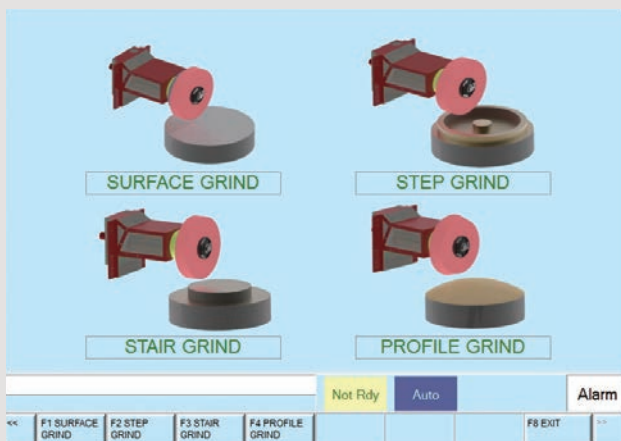 SURFACE GRIND
STEP GRIND
STAIR GRIND
PROFILE GRIND
Not Rdy
Auto
Alarm
<<
F1 SURFACE
GRIND
F2 STEP
GRIND
F3 STAIR
GRIND
F4 PROFILE
GRIND
F8 EXIT
>>